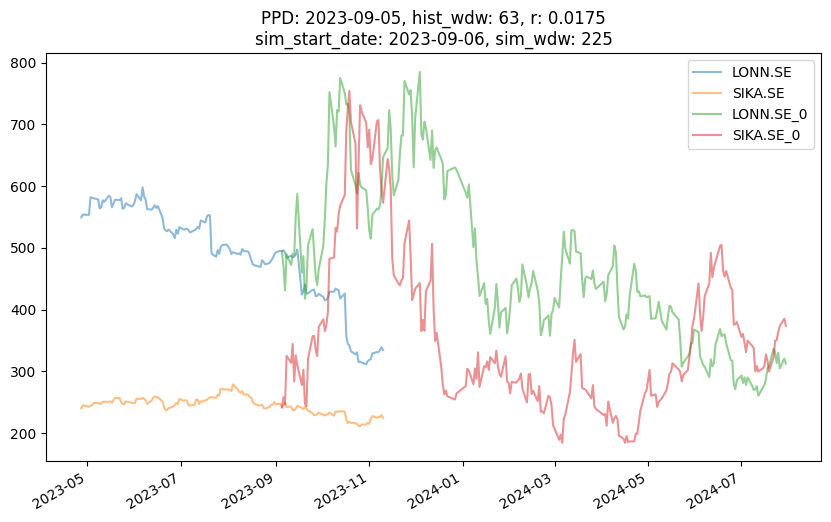 PPD: 2023-09-05, hist_wdw: 63, r: 0.0175
sim_start_date: 2023-09-06, sim_wdw: 225
LONN.SE
SIKA.SE
LONN.SE_0
SIKA.SE_0
800
700
600
500
400
300
200
2023-05
2023-07
2023-09
2023-11
2024-01
2024-03
2024-05
2024-07